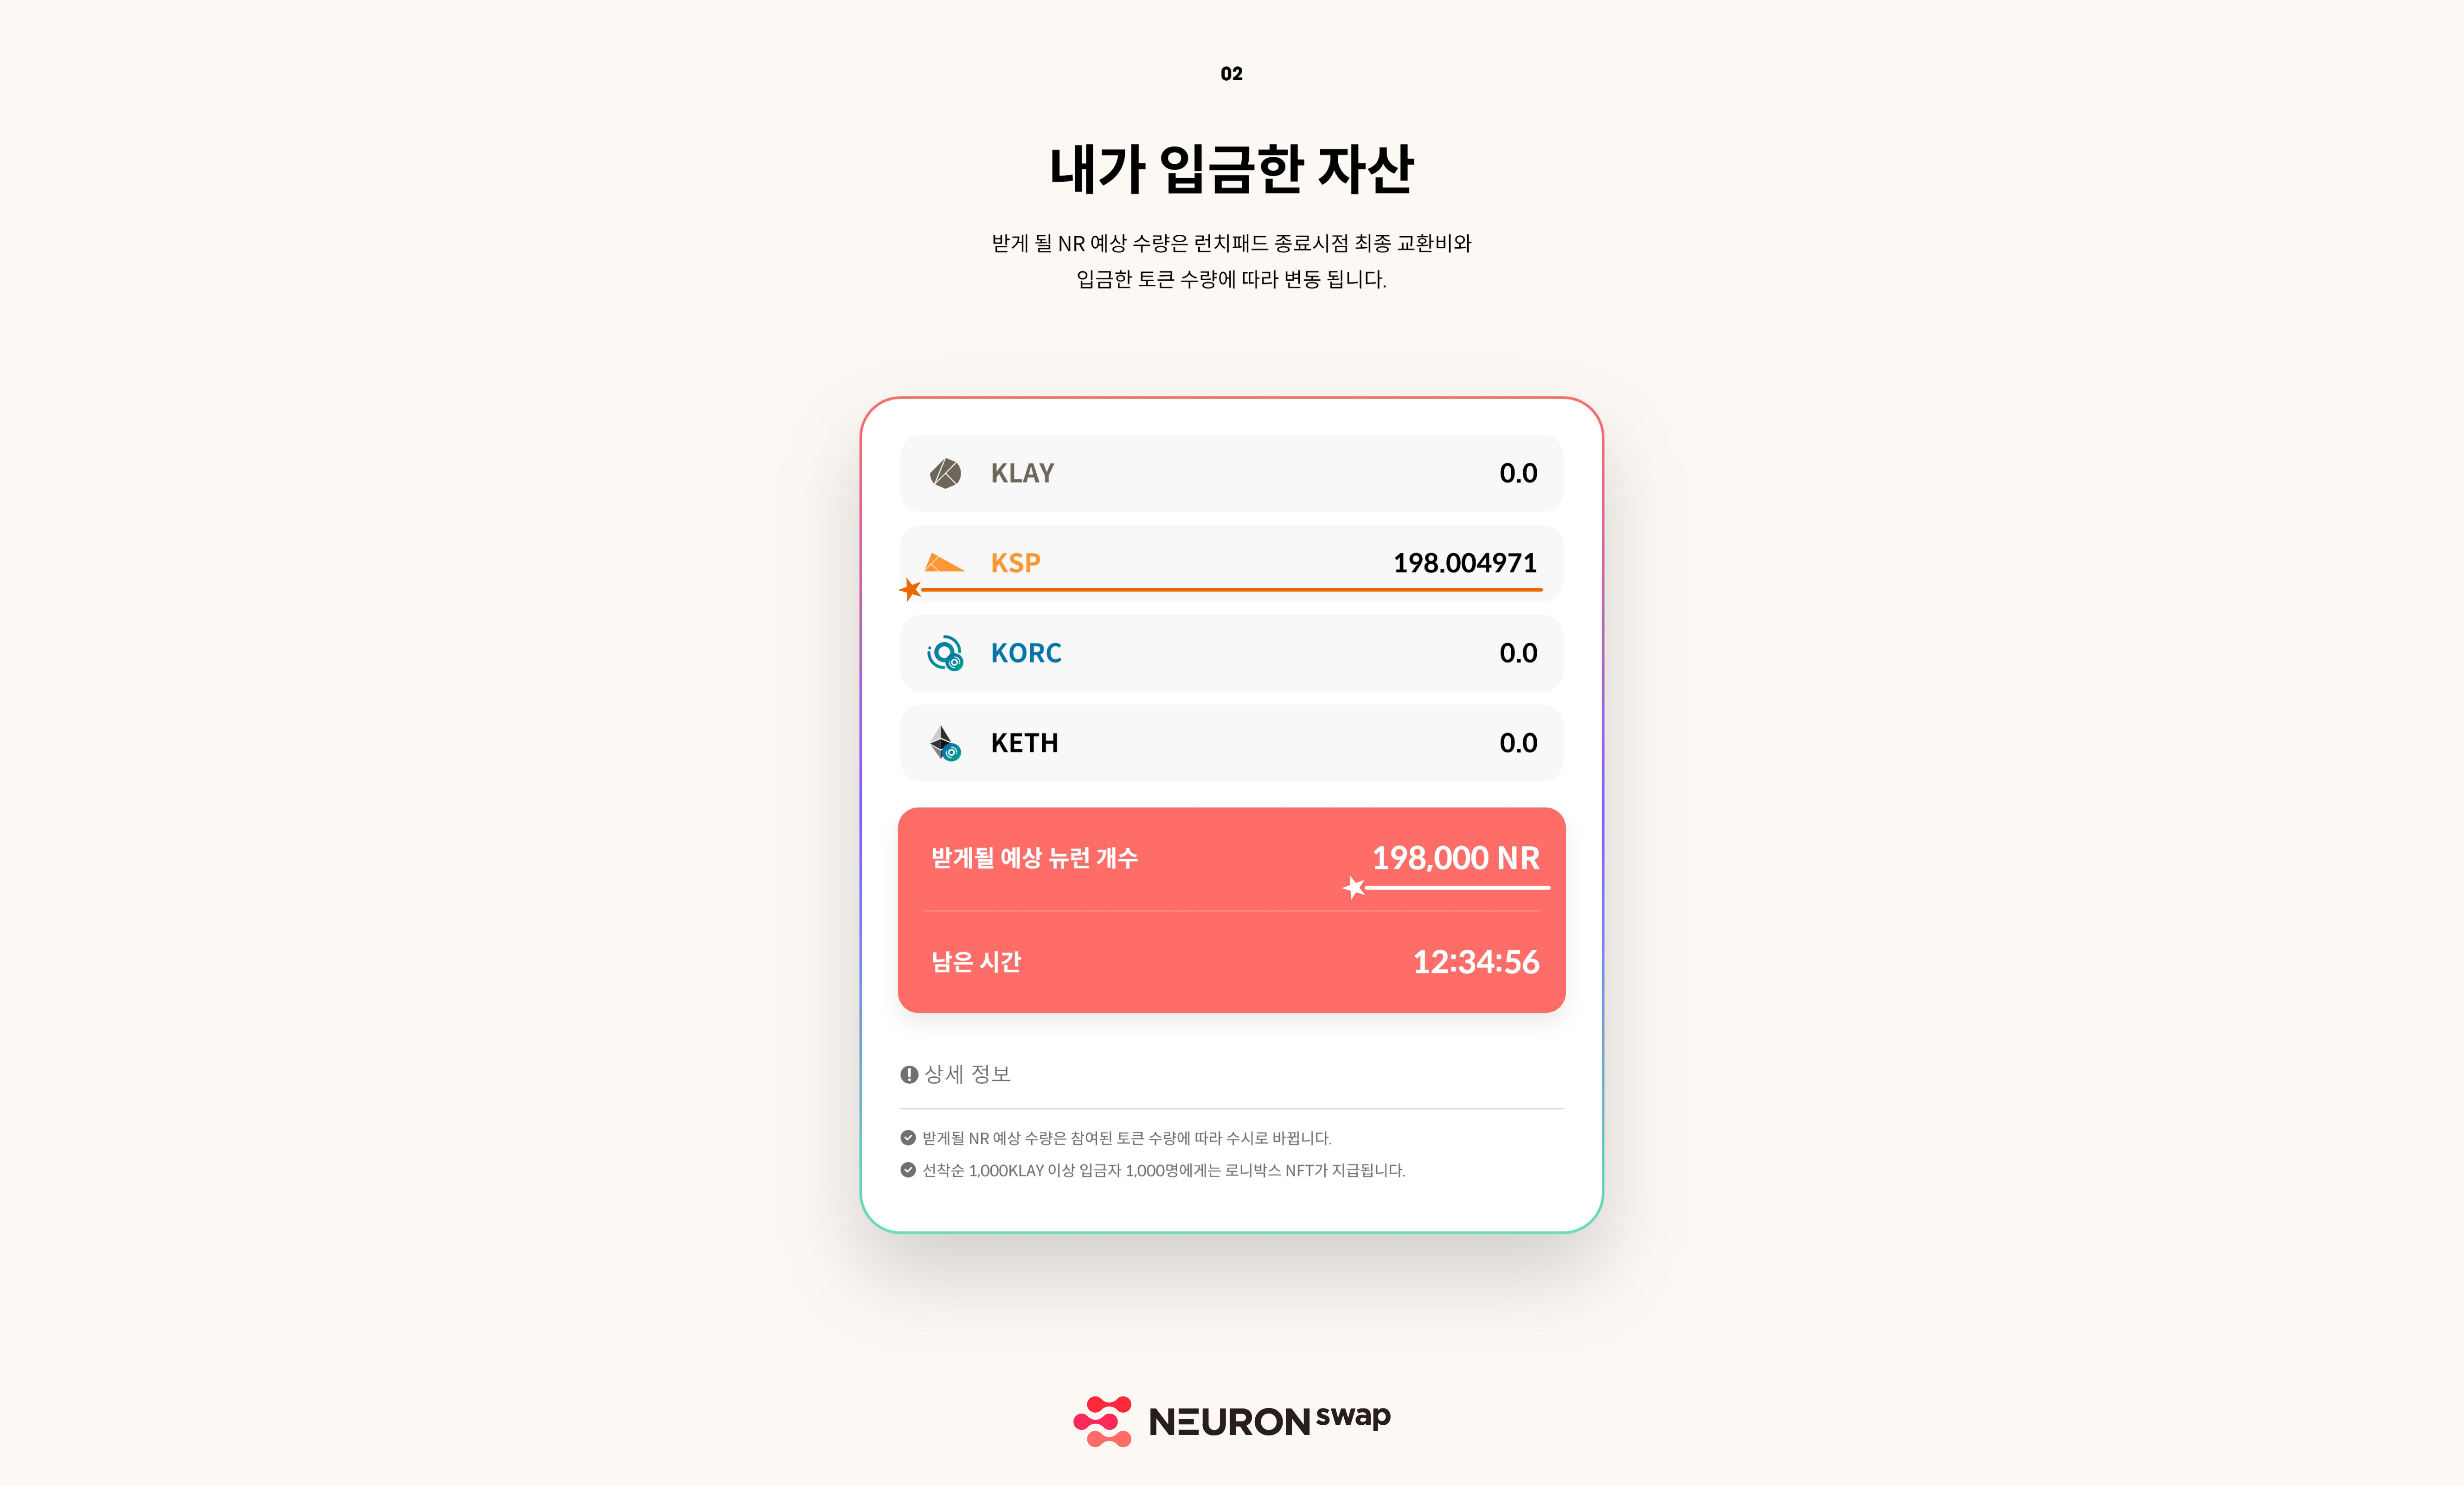 02
내가 입금한 자산
받게 될 NR 예상 수량은 런치패드 종료시점 최종 교환비와
입금한 토큰 수량에 따라 변동 됩니다.
KLAY 0.0
KSP 198.004971
KORC 0.0
KETH 0.0
받게될 예상 뉴런 개수 198,000 NR
남은 시간 12:34:56
상세 정보
받게될 NR 예상 수량은 참여된 토큰 수량에 따라 수시로 바뀝니다.
선착순 1,000KLAY 이상 입금자 1,000명에게는 로니박스 NFT가 지급됩니다.
NEURON swap